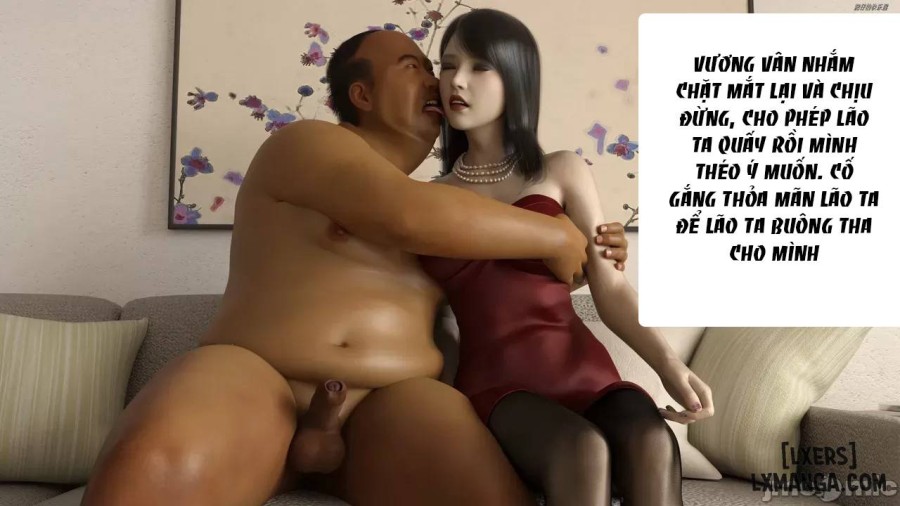 VƯƠNG VÂN NHẮM
CHẶT MẮT LẠI VÀ CHỊU
ĐỪNG, CHO PHÉP LÃO
TA QUẤY RỒI MÌNH
THÉO Ý MUỐN. CỐ
GẮNG THỎA MÃN LÃO TA
ĐỂ LÃO TA BUÔNG THA
CHO MÌNH
[LXERS]
LXMANGA.COM